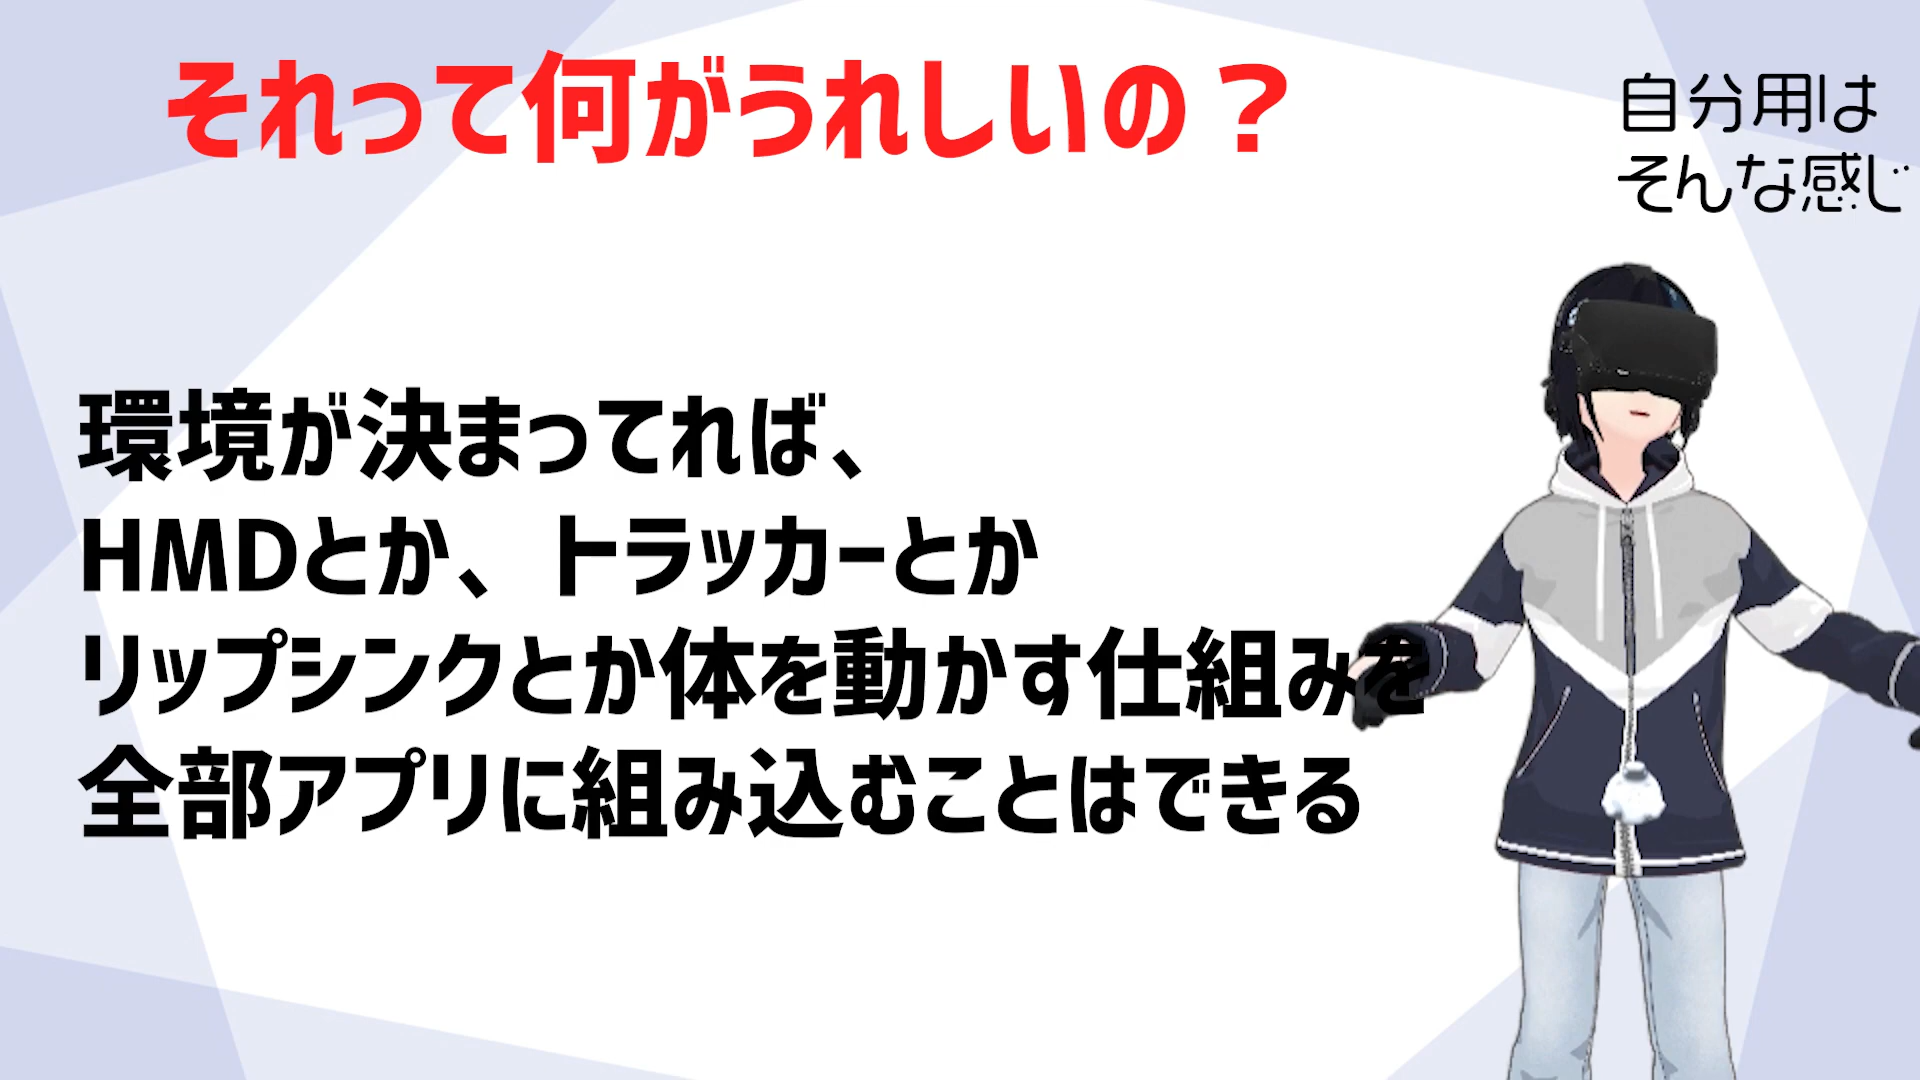 それって何がうれしいの？
自分用は
そんな感じ
環境が決まってれば、
HMDとか、トラッカーとか
リップシンクとか体を動かす仕組みを
全部アプリに組み込むことはできる